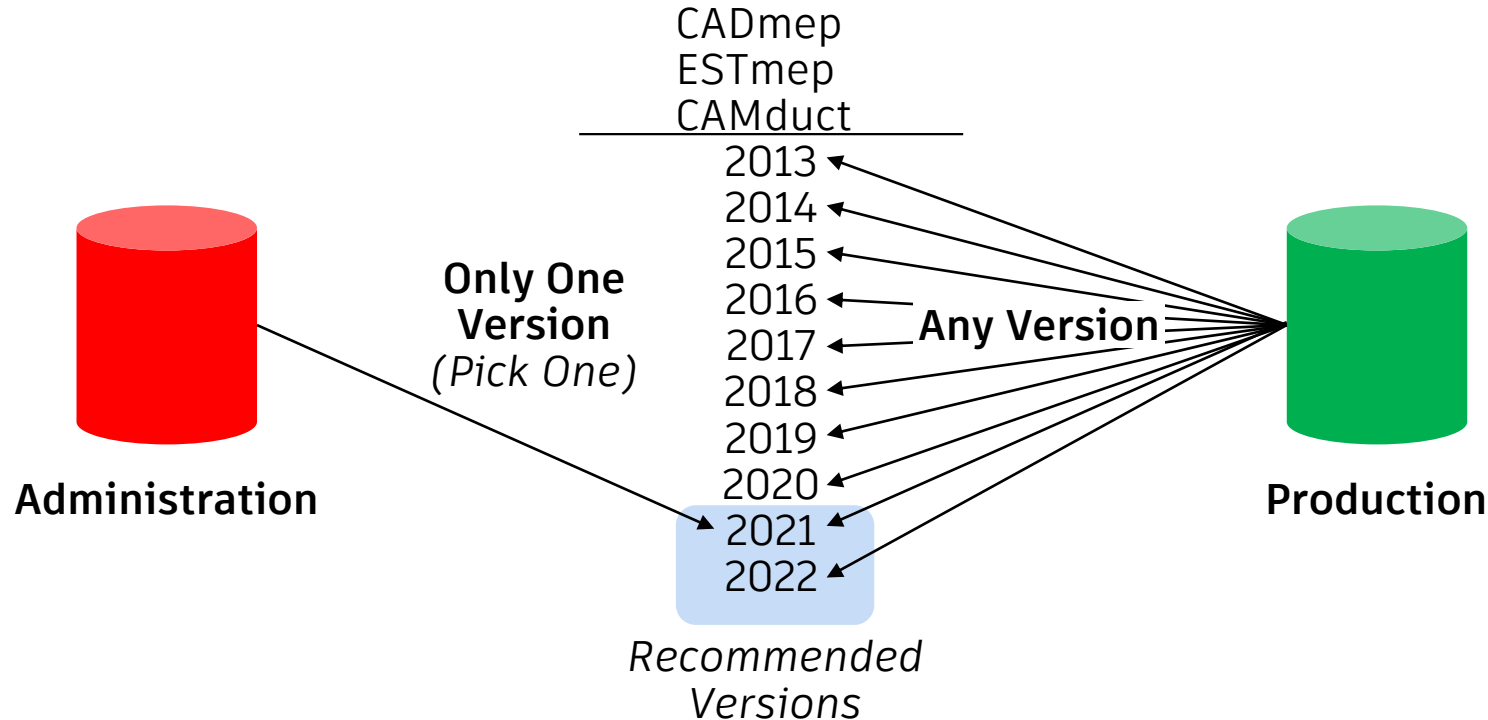 CADmep
ESTmep
CAMduct
2013
2014
2015
2016
2017
2018
2019
2020
2021
2022
Recommended
Versions
Only One
Version
(Pick One)
Any Version
Administration
Production